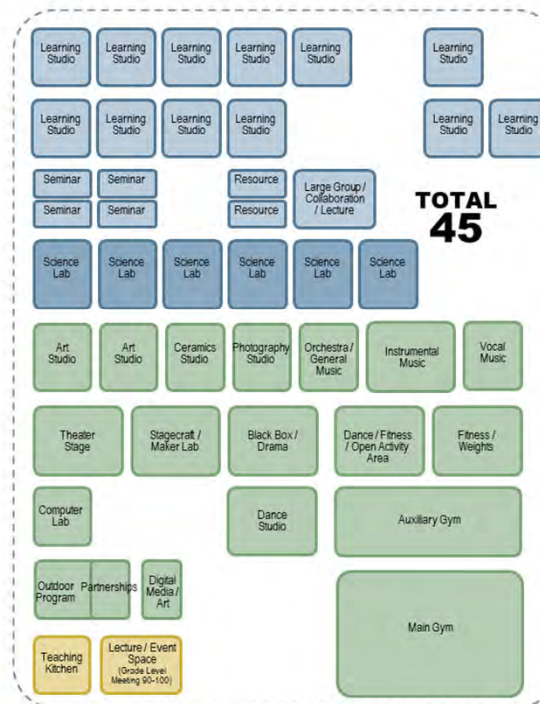 Learning Studio
Learning Studio
Learning Studio
Learning Studio
Learning Studio
Learning Studio
Learning Studio
Learning Studio
Learning Studio
Learning Studio
Learning Studio
Learning Studio
Seminar
Seminar
Resource
Large Group / Collaboration / Lecture
Seminar
Seminar
Resource
TOTAL
45
Science Lab
Science Lab
Science Lab
Science Lab
Science Lab
Science Lab
Art Studio
Art Studio
Ceramics Studio
Photography Studio
Orchestra / General Music
Instrumental Music
Vocal Music
Theater Stage
Stagecraft / Maker Lab
Black Box / Drama
Dance / Fitness / Open Activity Area
Fitness / Weights
Computer Lab
Dance Studio
Auxiliary Gym
Outdoor Program
Partnerships
Digital Media / Art
Main Gym
Teaching Kitchen
Lecture / Event Space
(Grade Level Meeting 90-100)